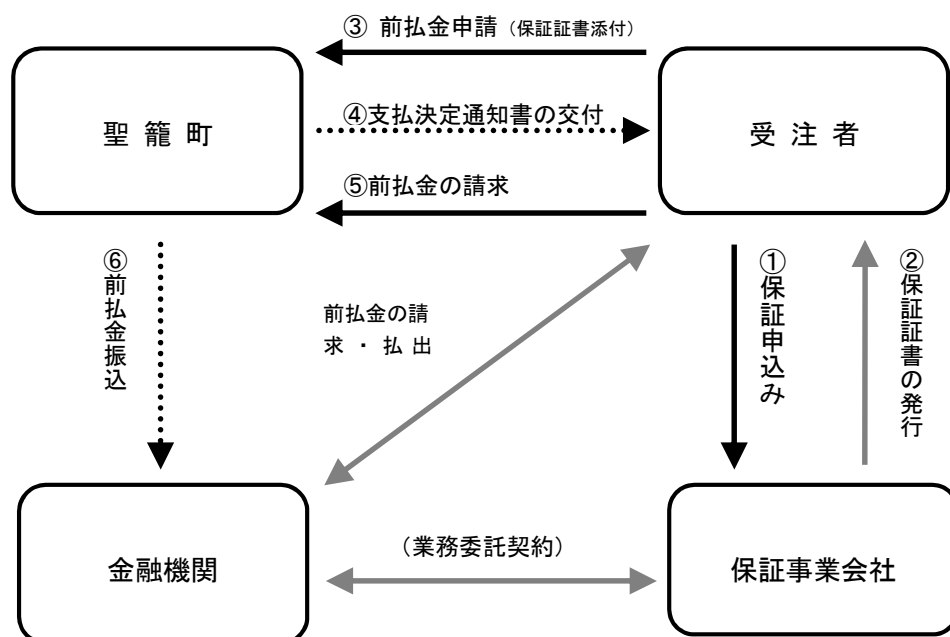 ③ 前払金申請（保証証書添付）
聖 籠 町
④支払決定通知書の交付
受 注 者
⑤前払金の請求
⑥前払金振込
前払金の請
求 ・ 払 出
①保証申込み
②保証証書の発行
金融機関
（業務委託契約）
保証事業会社